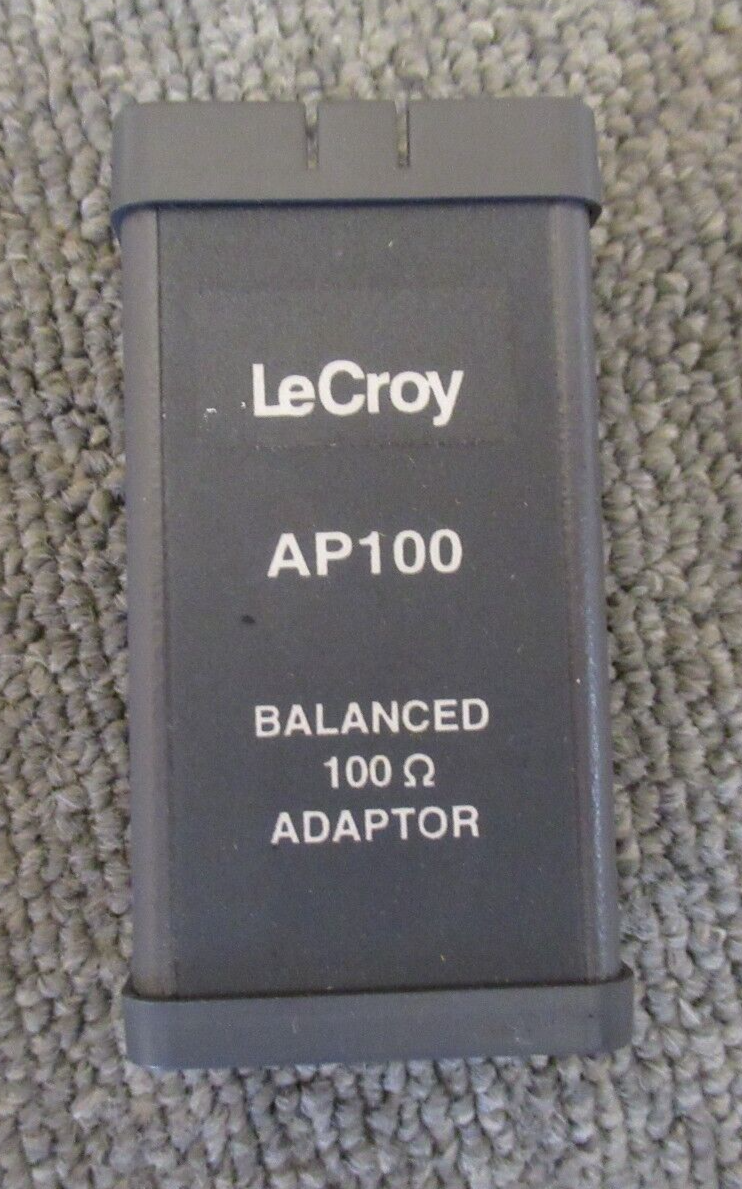 LeCroy
AP100
BALANCED
100 Ω
ADAPTOR